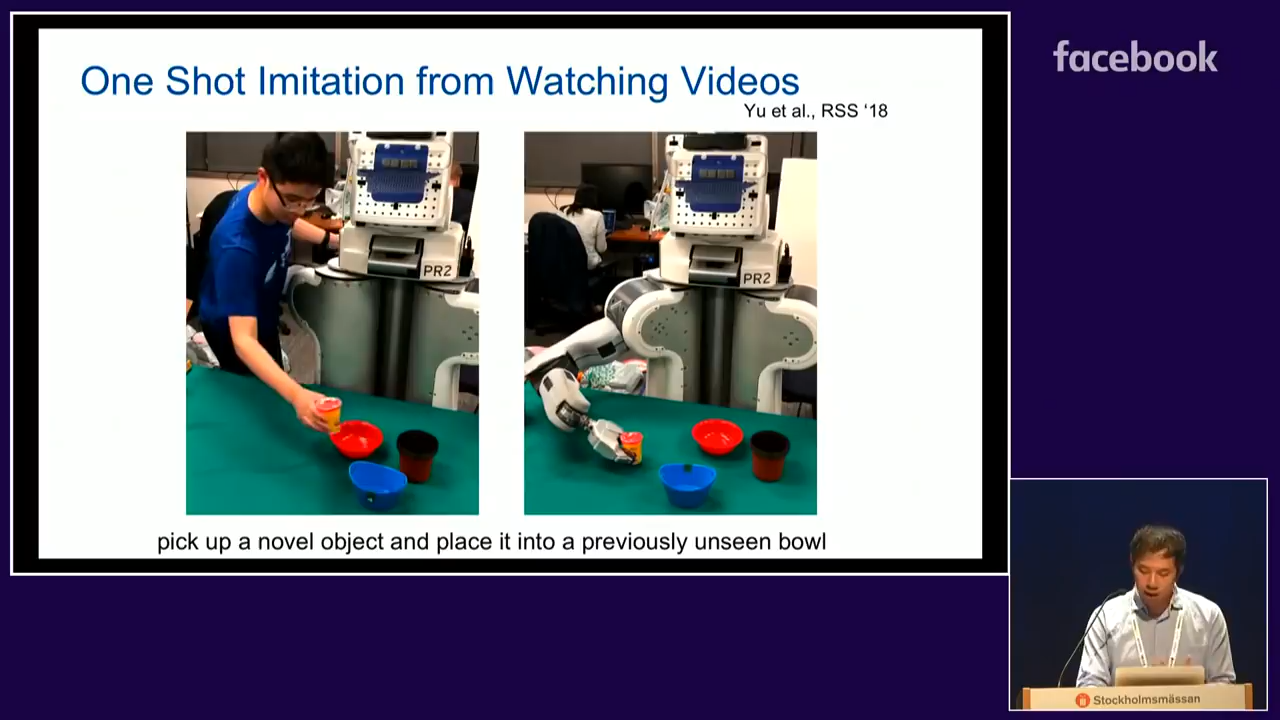 One Shot Imitation from Watching Videos
Yu et al., RSS ‘18
facebook
PR2
PR2
pick up a novel object and place it into a previously unseen bowl
Stockholmsmässan